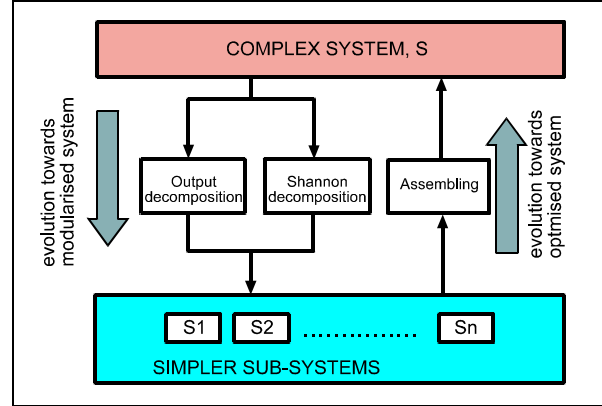 COMPLEX SYSTEM, S
evolution towards
modularised system
Output
decomposition
Shannon
decomposition
Assembling
evolution towards
optmised system
S1
S2
..................
Sn
SIMPLER SUB-SYSTEMS